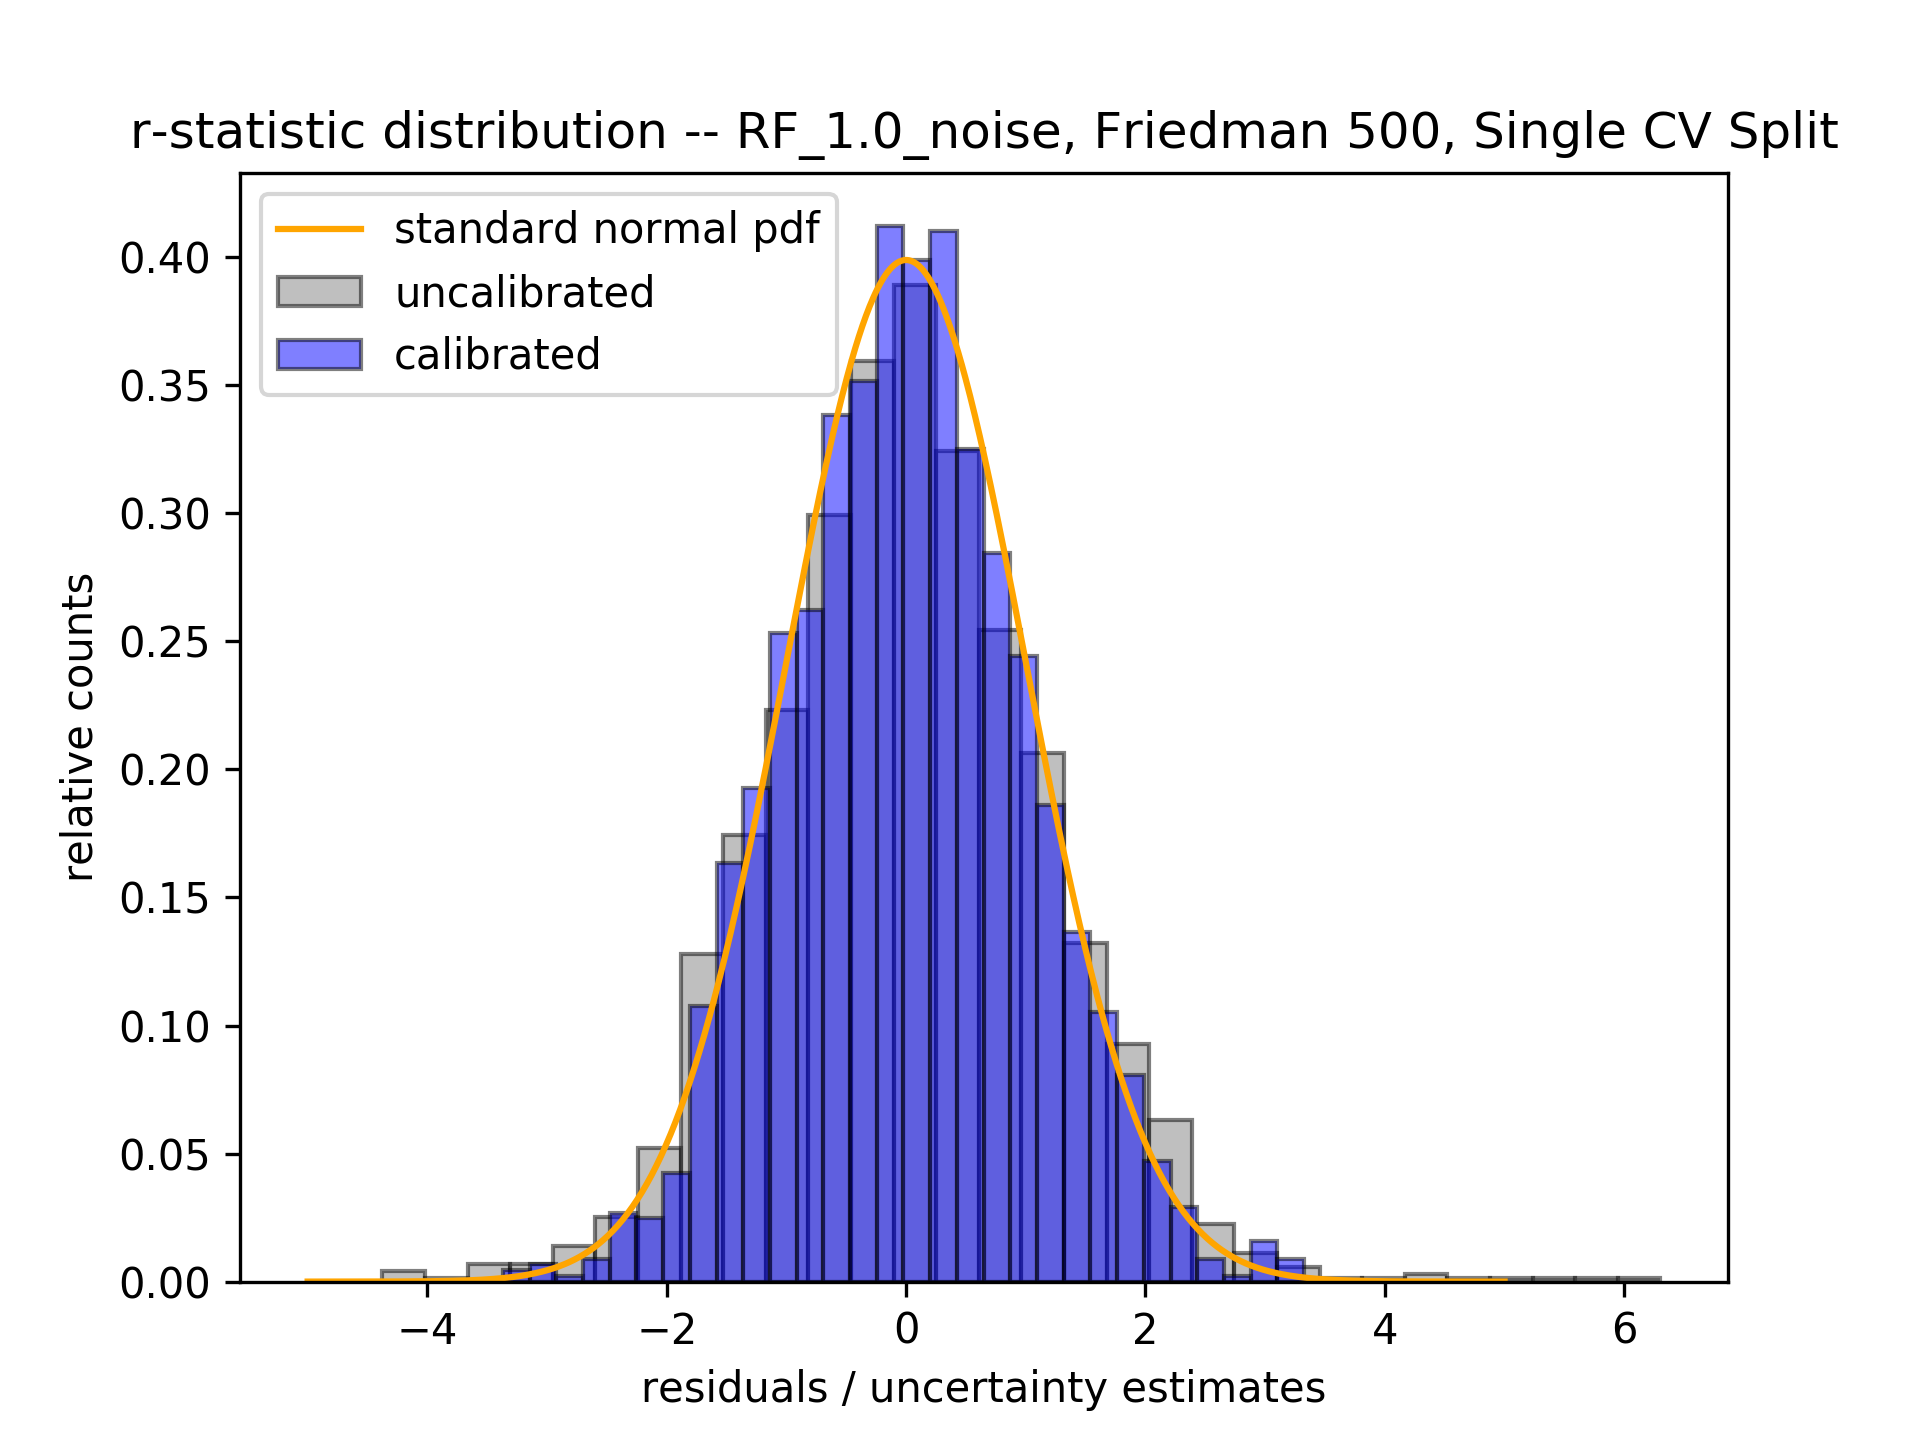 r-statistic distribution -- RF_1.0_noise, Friedman 500, Single CV Split
standard normal pdf
uncalibrated
calibrated
0.40
0.35
0.30
0.25
0.20
0.15
0.10
0.05
0.00
relative counts
−4
−2
0
2
4
6
residuals / uncertainty estimates